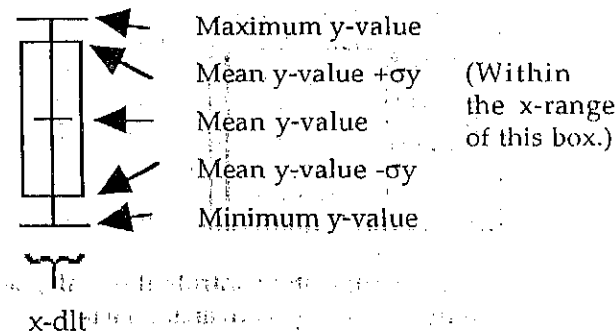 Maximum y-value
Mean y-value +σy
(Within
the x-range
of this box.)
Mean y-value
Mean y-value -σy
Minimum y-value
x-dlt